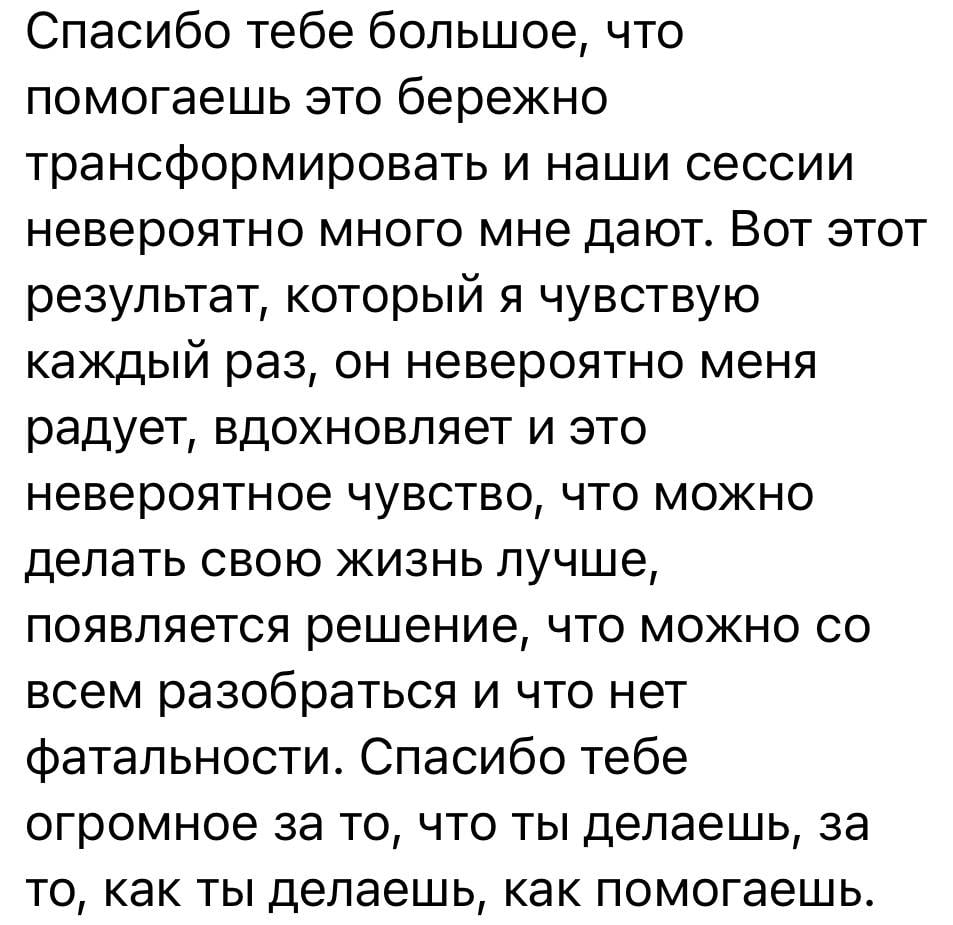 Спасибо тебе большое, что
помогаешь это бережно
трансформировать и наши сессии
невероятно много мне дают. Вот этот
результат, который я чувствую
каждый раз, он невероятно меня
радует, вдохновляет и это
невероятное чувство, что можно
делать свою жизнь лучше,
появляется решение, что можно со
всем разобраться и что нет
фатальности. Спасибо тебе
огромное за то, что ты делаешь, за
то, как ты делаешь, как помогаешь.